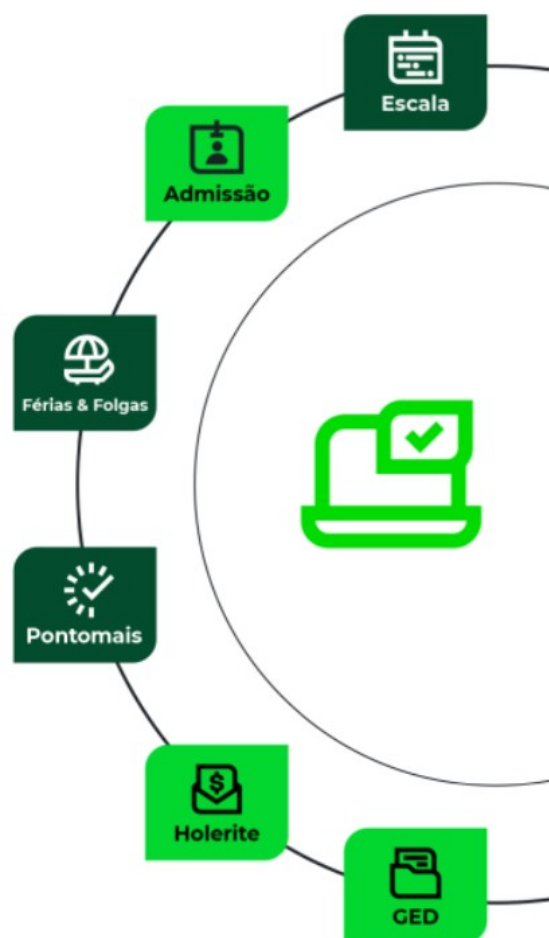 Escala
Admissão
Férias & Folgas
Pontomais
Holerite
GED